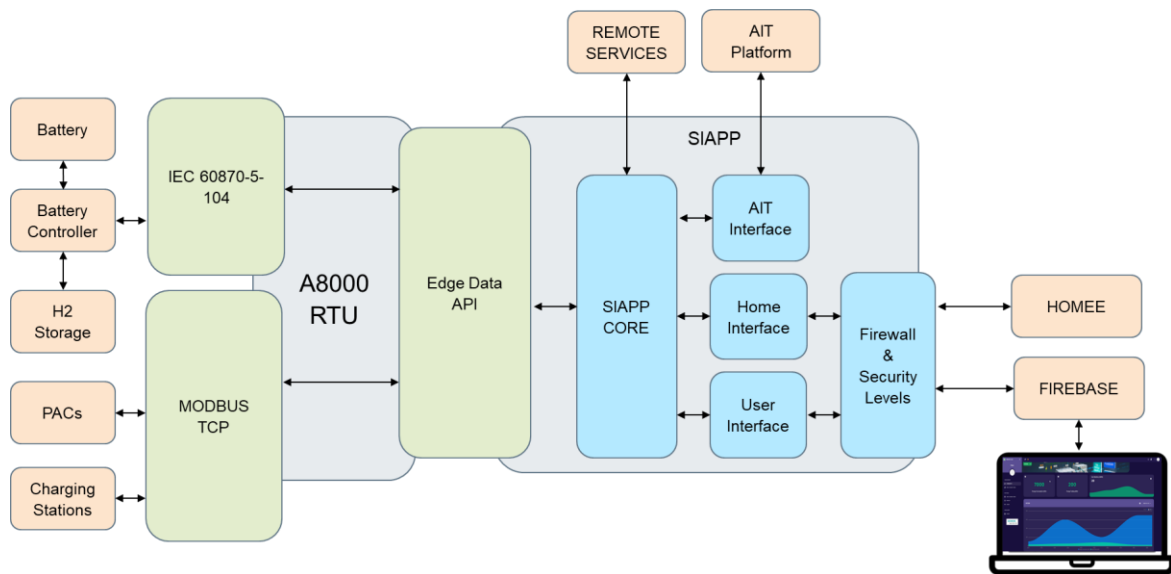 REMOTE
SERVICES
AIT
Platform
Battery
IEC 60870-5-
104
SIAPP
Battery
Controller
AIT
Interface
A8000
RTU
Edge Data
API
SIAPP
CORE
H2
Storage
Home
Interface
Firewall
&
Security
Levels
HOMEE
PACs
MODBUS
TCP
User
Interface
FIREBASE
Charging
Stations